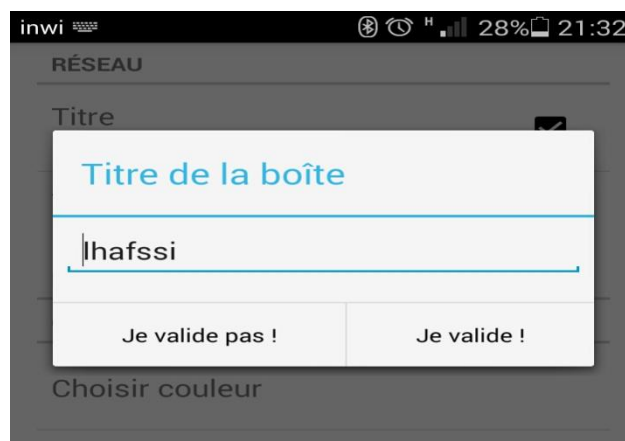 inwi H 28% 21:32
RÉSEAU
Titre
Titre de la boîte
lhafssi
Je valide pas !
Je valide !
Choisir couleur